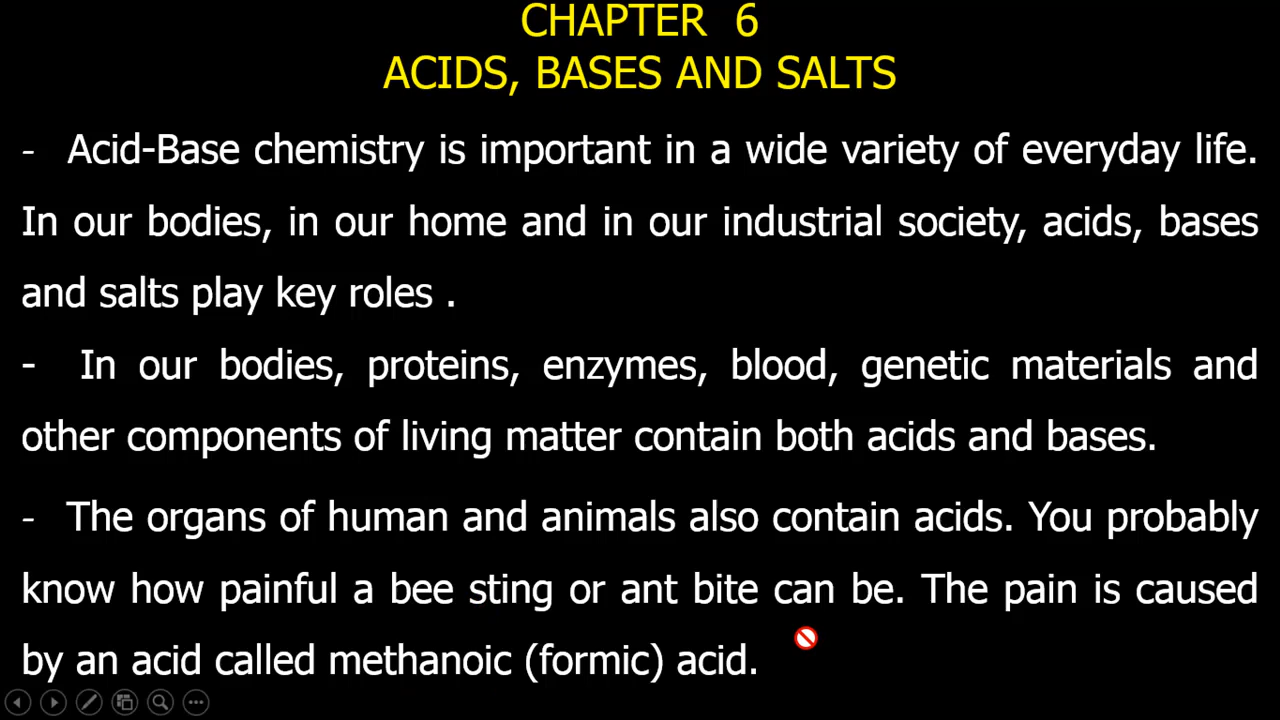 CHAPTER 6
ACIDS, BASES AND SALTS
- Acid-Base chemistry is important in a wide variety of everyday life.
In our bodies, in our home and in our industrial society, acids, bases
and salts play key roles .
- In our bodies, proteins, enzymes, blood, genetic materials and
other components of living matter contain both acids and bases.
- The organs of human and animals also contain acids. You probably
know how painful a bee sting or ant bite can be. The pain is caused
by an acid called methanoic (formic) acid.